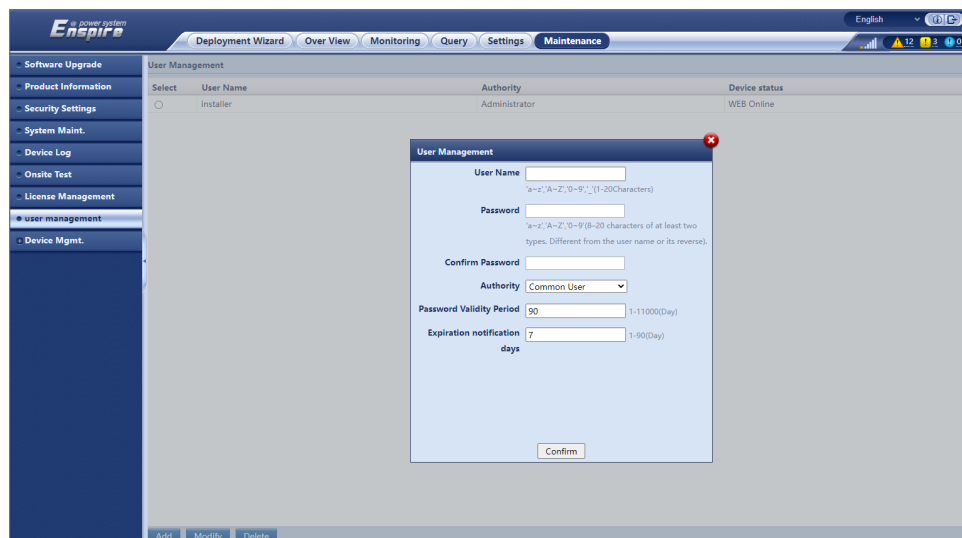 e power system
Enspire
English
Deployment Wizard Over View Monitoring Query Settings Maintenance
12 3 0
Software Upgrade
Product Information
Security Settings
System Maint.
Device Log
Onsite Test
License Management
user management
Device Mgmt.
User Management
Select User Name Authority Device status
installer Administrator WEB Online
User Management
User Name
'a~z','A~Z','0~9','_'(1-20Characters)
Password
'a~z','A~Z','0~9'(8–20 characters of at least two
types. Different from the user name or its reverse).
Confirm Password
Authority Common User
Password Validity Period 90 1-11000(Day)
Expiration notification 7 1-90(Day)
days
Confirm
Add Modify Delete